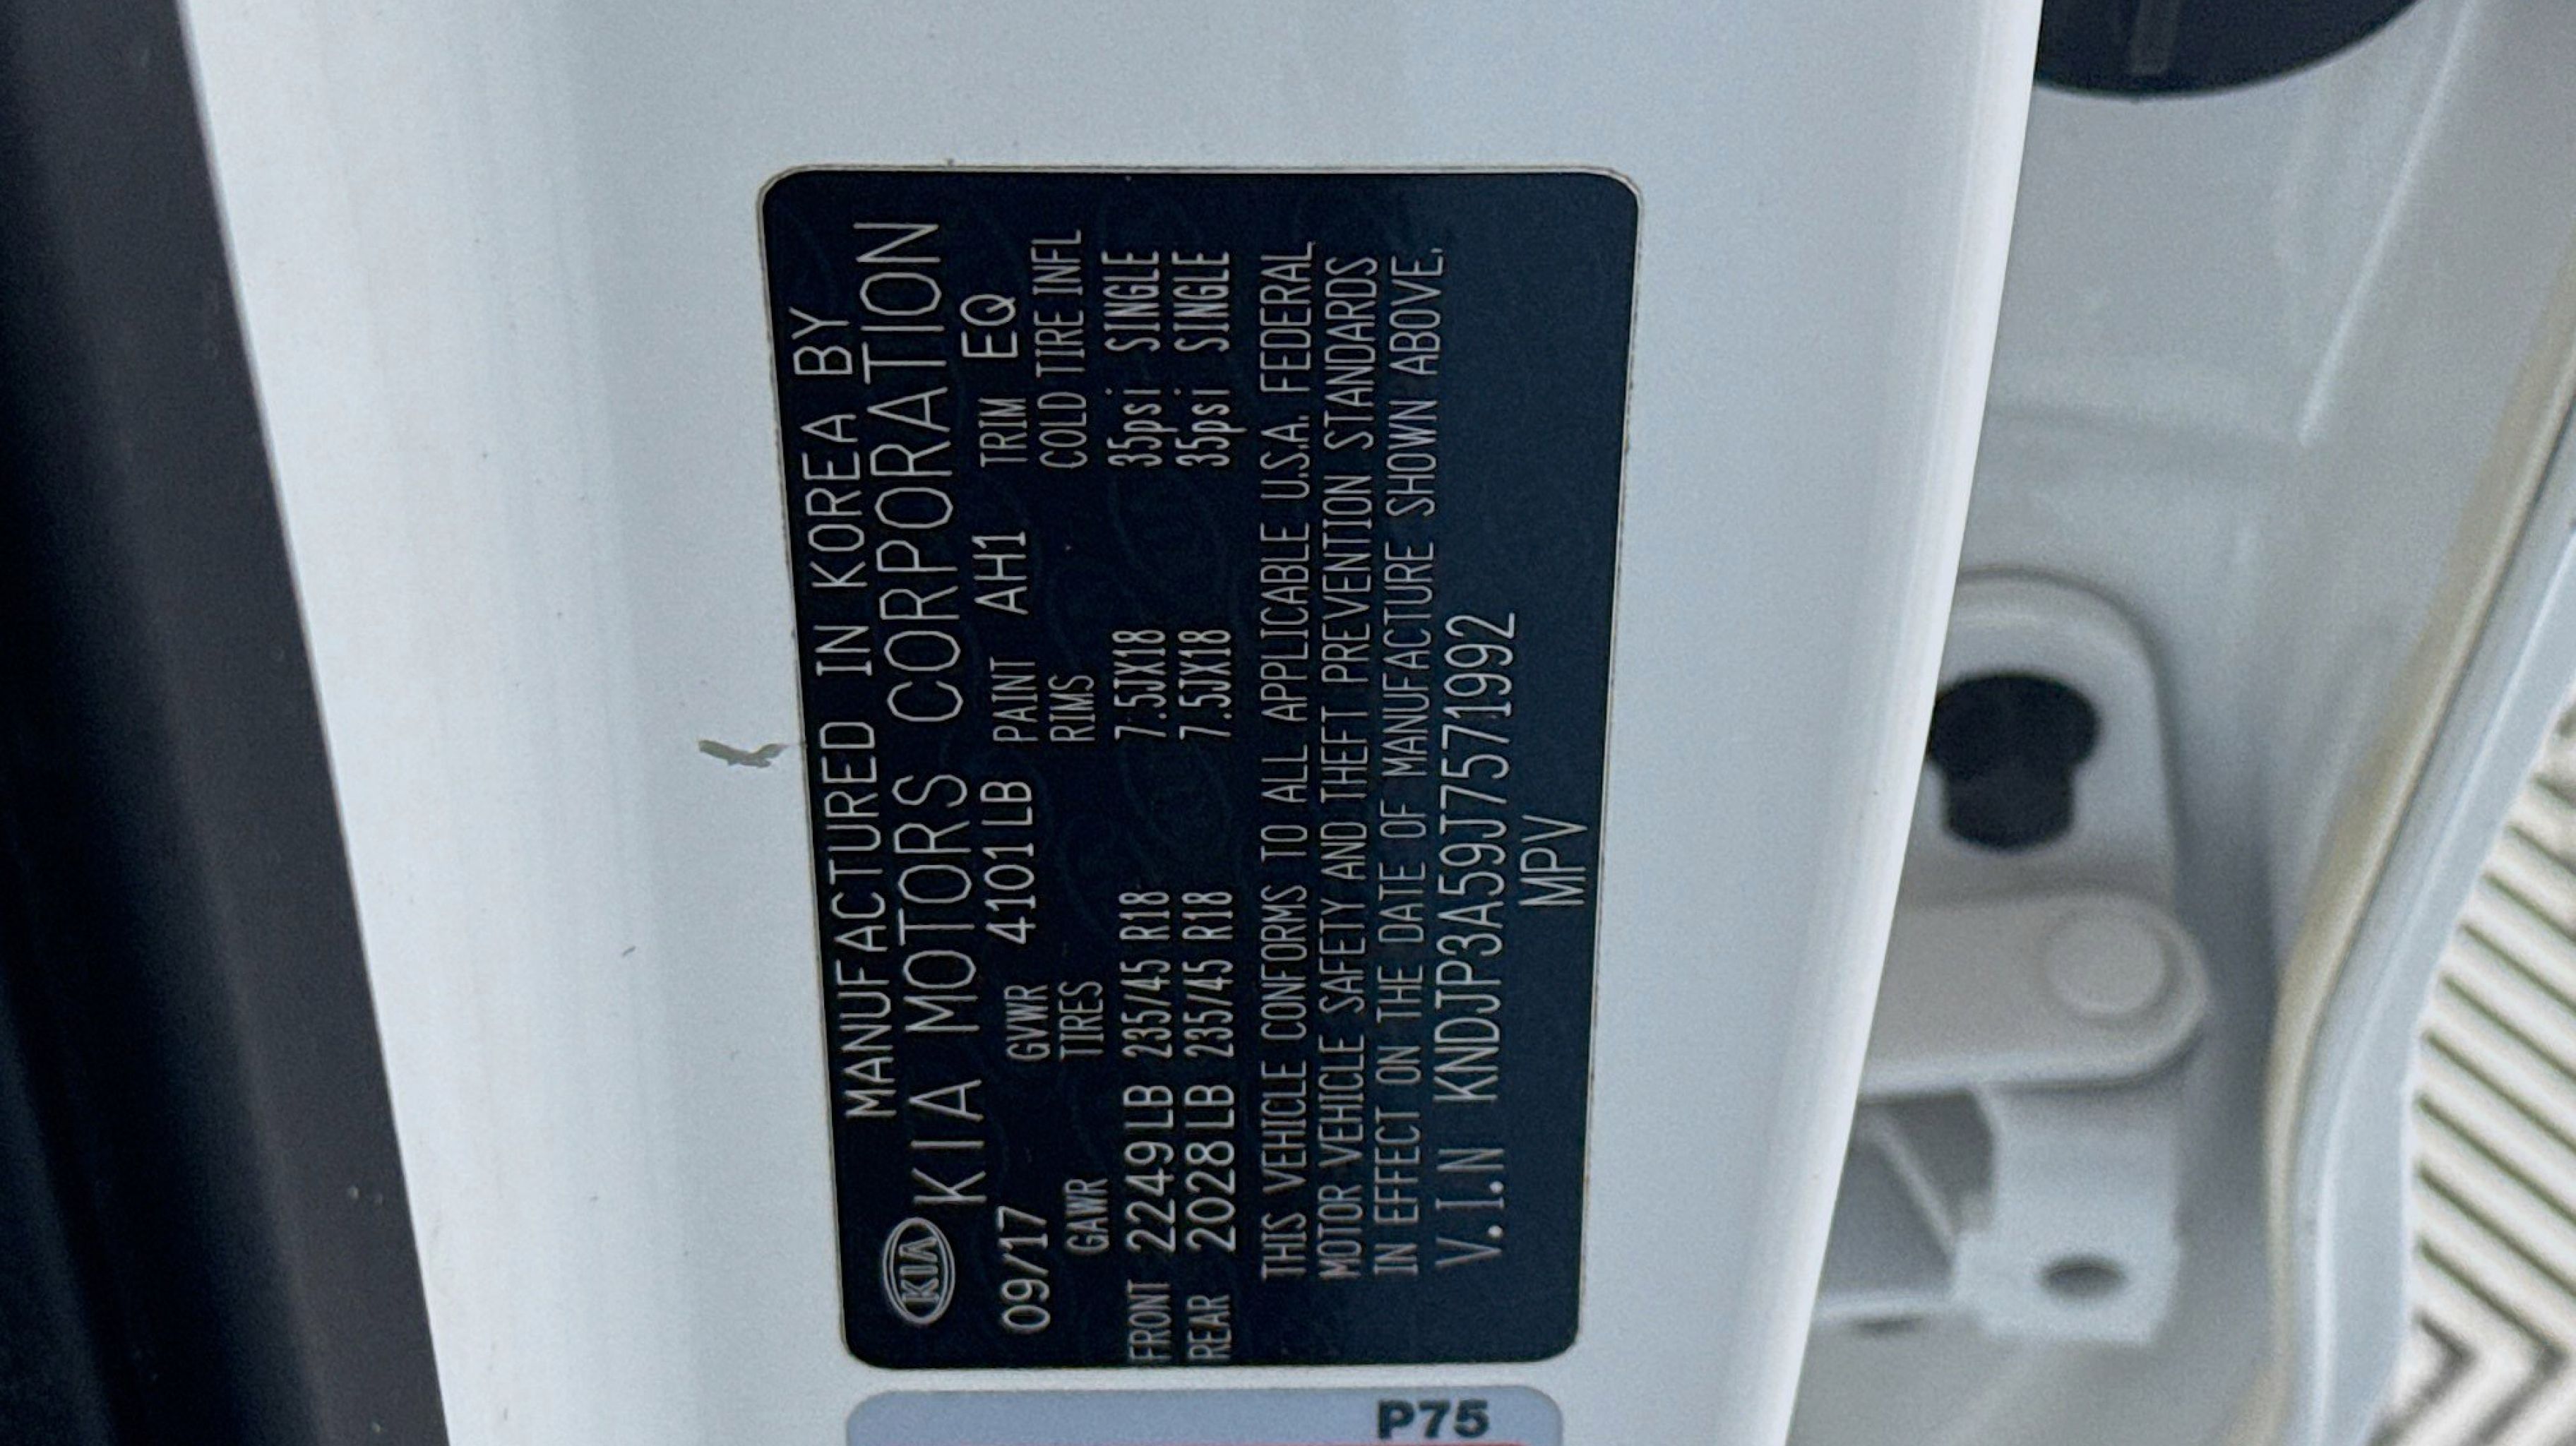 MANUFACTURED IN KOREA BY
KIA KIA MOTORS CORPORATION
09/17 GVWR 4101LB PAINT AH1 TRIM EQ
GAWR TIRES RIMS COLD TIRE INFL
FRONT 2249LB 235/45 R18 7.5JX18 35psi SINGLE
REAR 2028LB 235/45 R18 7.5JX18 35psi SINGLE
THIS VEHICLE CONFORMS TO ALL APPLICABLE U.S.A. FEDERAL
MOTOR VEHICLE SAFETY AND THEFT PREVENTION STANDARDS
IN EFFECT ON THE DATE OF MANUFACTURE SHOWN ABOVE.
V.I.N KNDJP3A59J7571992
MPV
P75